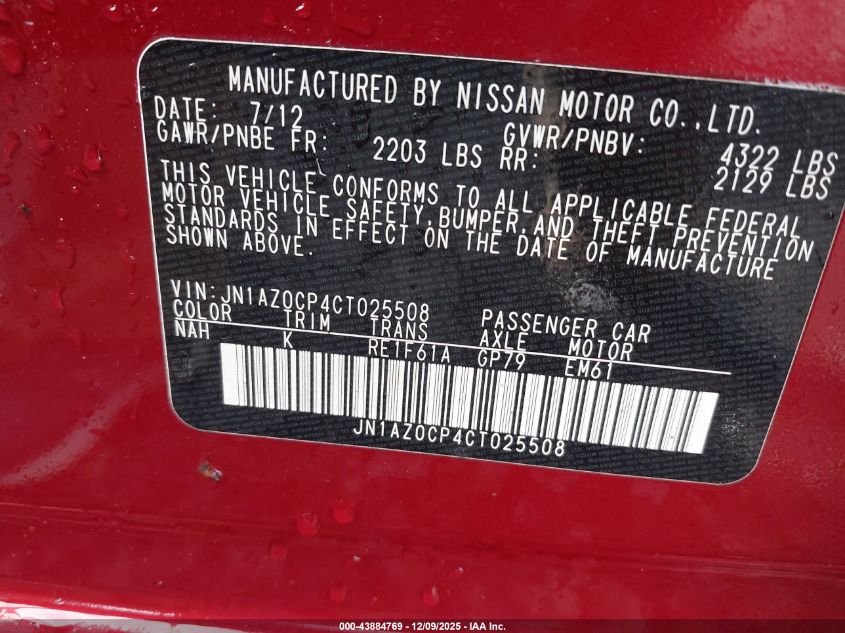 MANUFACTURED BY NISSAN MOTOR CO.,LTD.
DATE: 7/12 GVWR/PNBV: 4322 LBS
GAWR/PNBE FR: 2203 LBS RR: 2129 LBS
THIS VEHICLE CONFORMS TO ALL APPLICABLE FEDERAL
MOTOR VEHICLE SAFETY,BUMPER,AND THEFT PREVENTION
STANDARDS IN EFFECT ON THE DATE OF MANUFACTURE
SHOWN ABOVE.
VIN:JN1AZ0CP4CT025508 PASSENGER CAR
COLOR TRIM TRANS AXLE MOTOR
NAH K RE1F61A GP79 EM61
JN1AZ0CP4CT025508
000-43884769 - 12/09/2025 - IAA Inc.